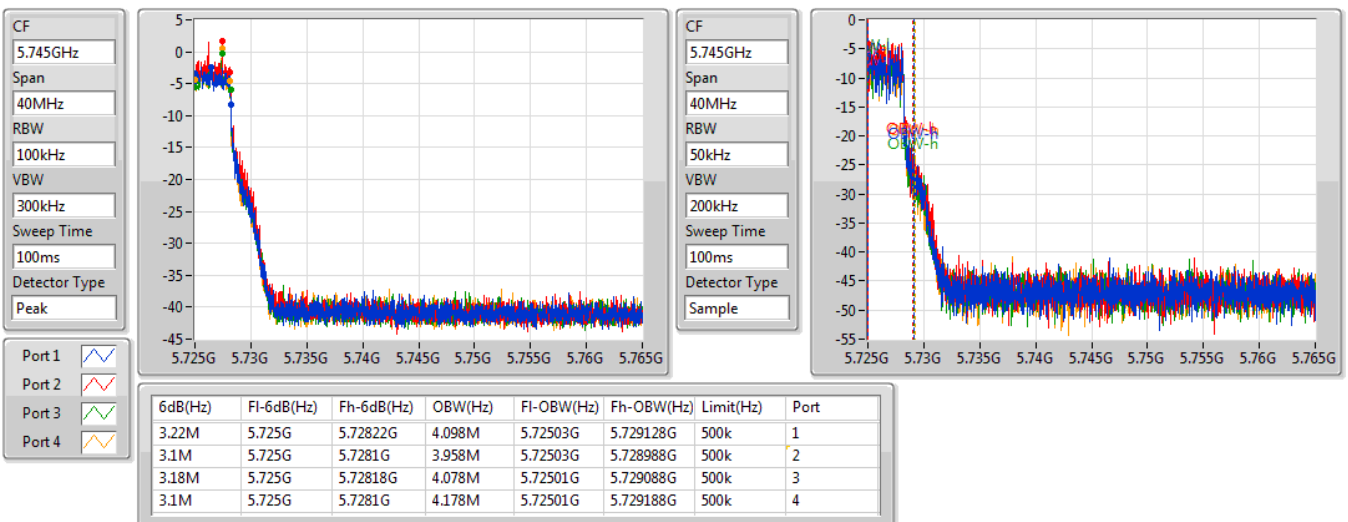 CF
5.745GHz
Span
40MHz
RBW
100kHz
VBW
300kHz
Sweep Time
100ms
Detector Type
Peak
5
0
-5
-10
-15
-20
-25
-30
-35
-40
-45
5.725G 5.73G 5.735G 5.74G 5.745G 5.75G 5.755G 5.76G 5.765G
CF
5.745GHz
Span
40MHz
RBW
50kHz
VBW
200kHz
Sweep Time
100ms
Detector Type
Sample
0
-5
-10
-15
-20
-25
-30
-35
-40
-45
-50
-55
OBW-h
OBW-h
OBW-h
5.725G 5.73G 5.735G 5.74G 5.745G 5.75G 5.755G 5.76G 5.765G
Port 1
Port 2
Port 3
Port 4
6dB(Hz) Fl-6dB(Hz) Fh-6dB(Hz) OBW(Hz) Fl-OBW(Hz) Fh-OBW(Hz) Limit(Hz) Port
3.22M 5.725G 5.72822G 4.098M 5.72503G 5.729128G 500k 1
3.1M 5.725G 5.7281G 3.958M 5.72503G 5.728988G 500k 2
3.18M 5.725G 5.72818G 4.078M 5.72501G 5.729088G 500k 3
3.1M 5.725G 5.7281G 4.178M 5.72501G 5.729188G 500k 4